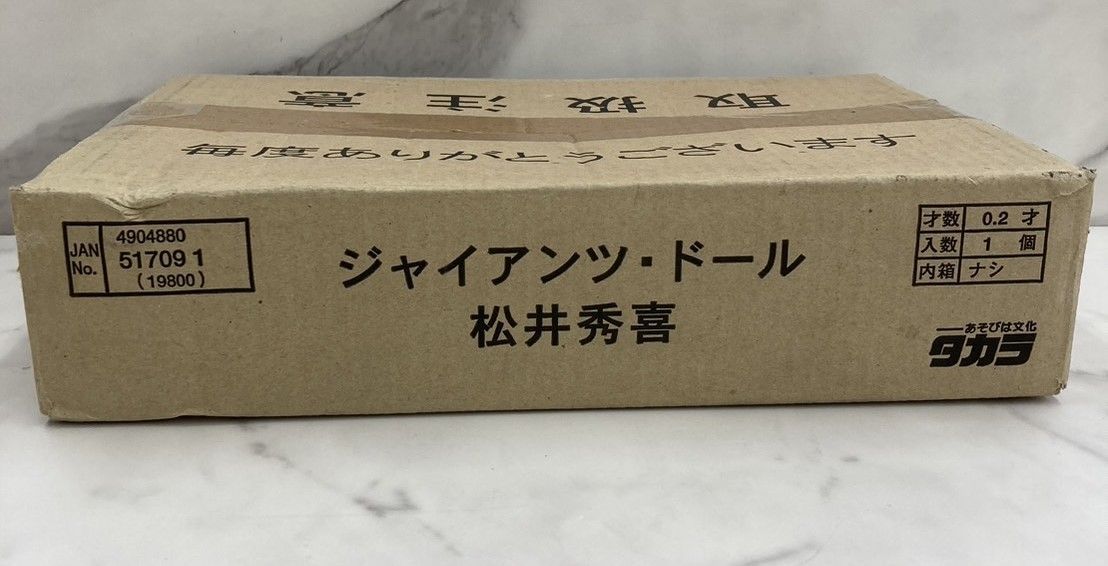 取扱注意
毎度ありがとうございます
JAN No.
4904880
51709 1
(19800)
ジャイアンツ・ドール
松井秀喜
才数 0.2 才
入数 1 個
内箱 ナシ
あそびは文化
タカラ